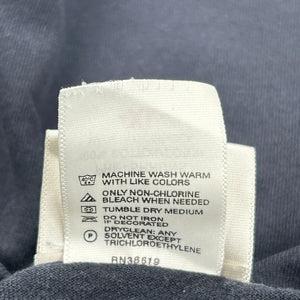 MACHINE WASH WARM
WITH LIKE COLORS
ONLY NON-CHLORINE
BLEACH WHEN NEEDED
TUMBLE DRY MEDIUM
DO NOT IRON
IF DECORATED
DRYCLEAN: ANY
SOLVENT EXCEPT
TRICHLOROETHYLENE
RN36619